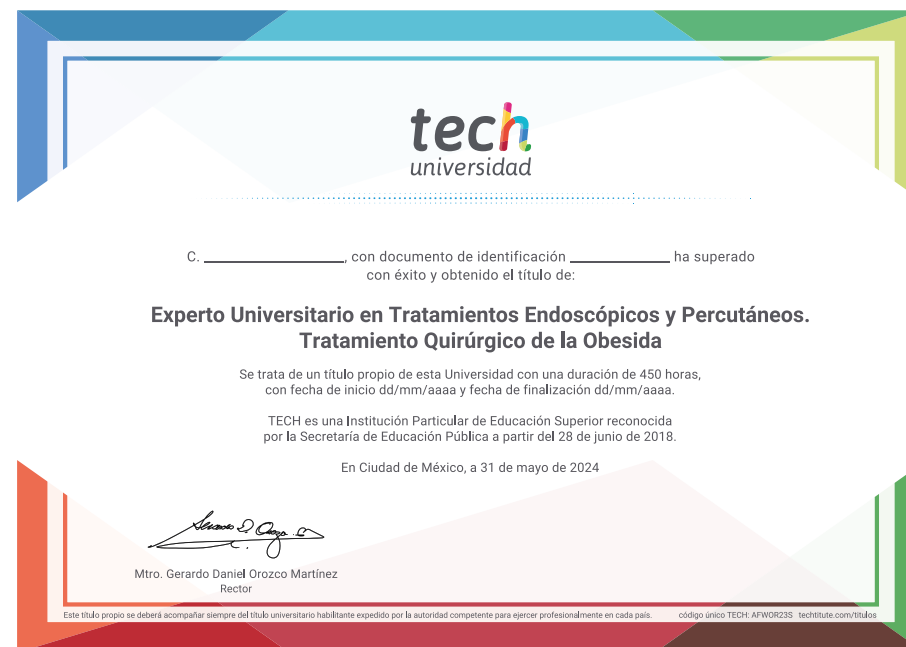 tech
universidad
C. ____________, con documento de identificación ____________ ha superado
con éxito y obtenido el título de:
Experto Universitario en Tratamientos Endoscópicos y Percutáneos.
Tratamiento Quirúrgico de la Obesida
Se trata de un título propio de esta Universidad con una duración de 450 horas,
con fecha de inicio dd/mm/aaaa y fecha de finalización dd/mm/aaaa.
TECH es una Institución Particular de Educación Superior reconocida
por la Secretaría de Educación Pública a partir del 28 de junio de 2018.
En Ciudad de México, a 31 de mayo de 2024
Mtro. Gerardo Daniel Orozco Martínez
Rector
Este título propio se deberá acompañar siempre del título universitario habilitante expedido por la autoridad competente para ejercer profesionalmente en cada país. código único TECH: AFWOR23S techtitute.com/titulos